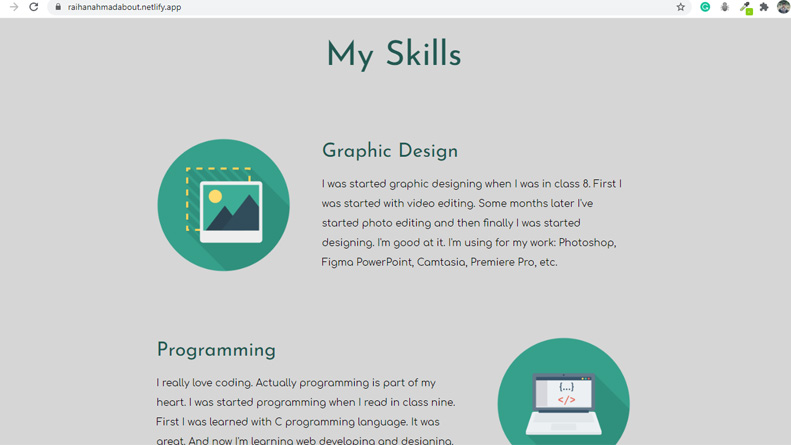 raihanahmadabout.netlify.app
My Skills
Graphic Design
I was started graphic designing when I was in class 8. First I
was started with video editing. Some months later I've
started photo editing and then finally I was started
designing. I'm good at it. I'm using for my work: Photoshop,
Figma PowerPoint, Camtasia, Premiere Pro, etc.
Programming
I really love coding. Actually programming is part of my
heart. I was started programming when I read in class nine.
First I was learned with C programming language. It was
great. And now I'm learning web developing and designing.
{...}
</>